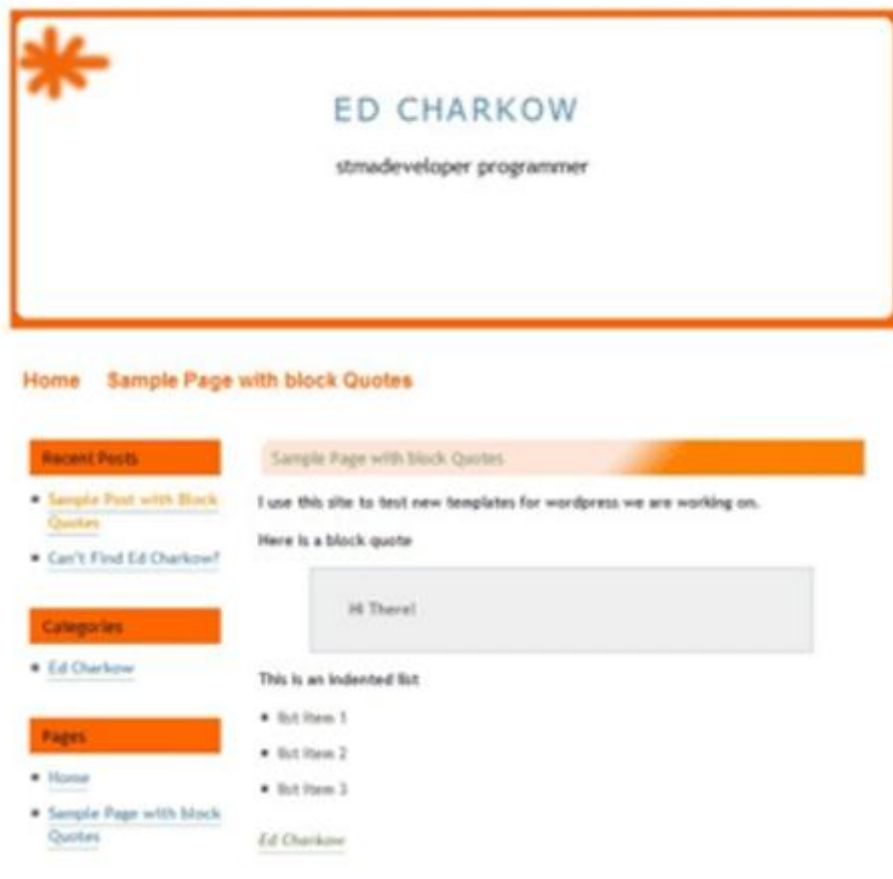 ED CHARKOW
stmadeveloper programmer
Home Sample Page with block Quotes
Recent Posts
Sample Post with Block
Quotes
Can't Find Ed Charkow?
Categories
Ed Charkow
Pages
Home
Sample Page with block
Quotes
Sample Page with block Quotes
I use this site to test new templates for wordpress we are working on.
Here is a block quote
Hi There!
This is an indented list
list item 1
list item 2
list item 3
Ed Charkow